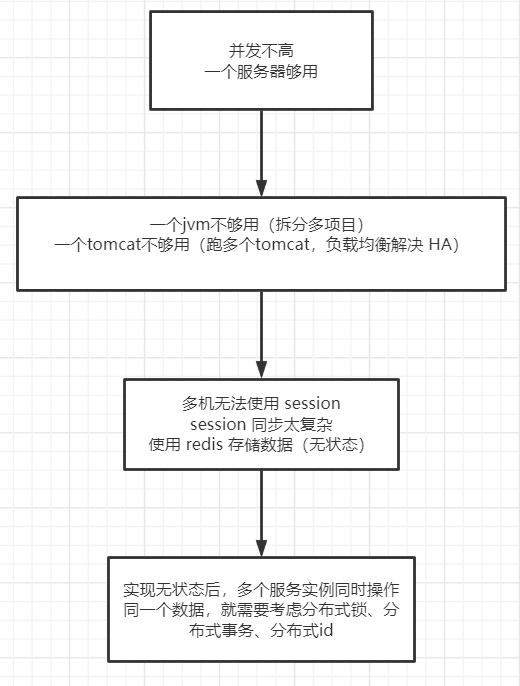 并发不高
一个服务器够用
一个jvm不够用（拆分多项目）
一个tomcat不够用（跑多个tomcat，负载均衡解决 HA）
多机无法使用 session
session 同步太复杂
使用 redis 存储数据（无状态）
实现无状态后，多个服务实例同时操作
同一个数据，就需要考虑分布式锁、分
布式事务、分布式id